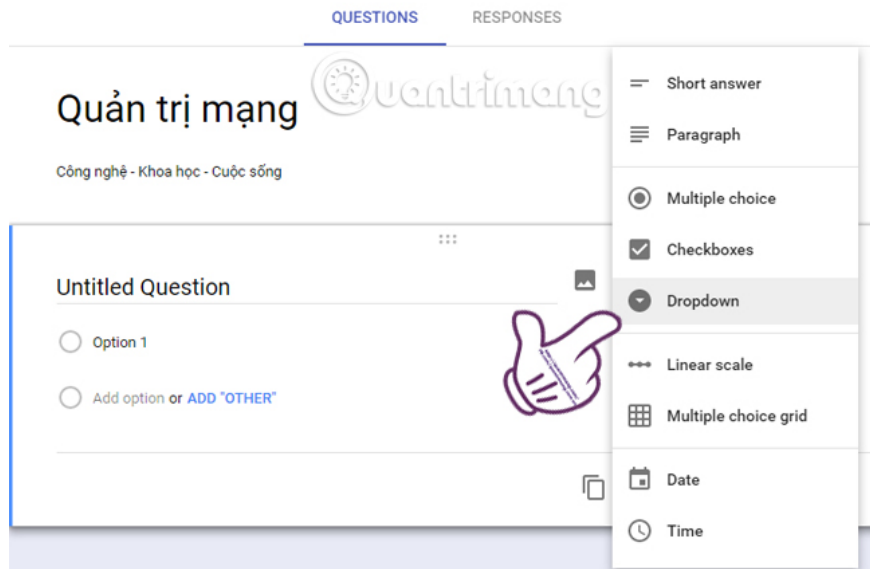 QUESTIONS RESPONSES
Quantrimang
Quản trị mạng
Công nghệ - Khoa học - Cuộc sống
Untitled Question
Option 1
Add option or ADD "OTHER"
Short answer
Paragraph
Multiple choice
Checkboxes
Dropdown
Linear scale
Multiple choice grid
Date
Time